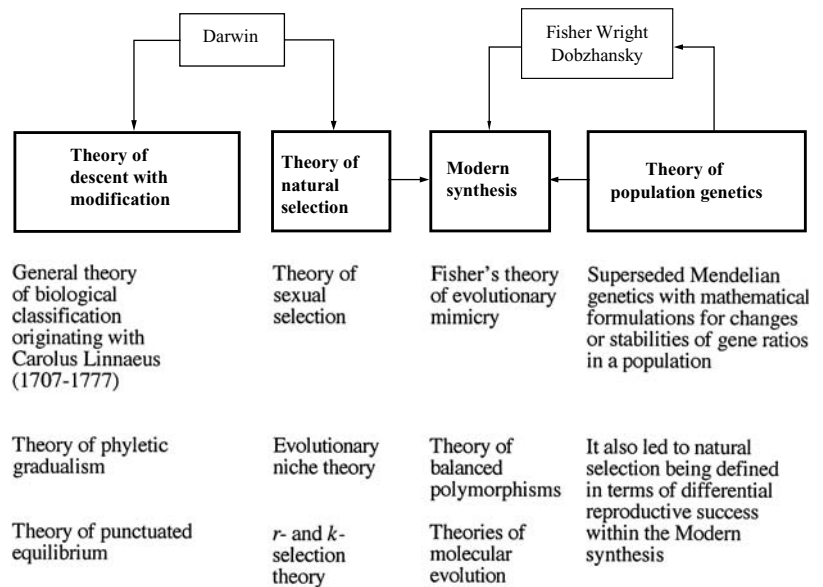 Darwin
Fisher Wright
Dobzhansky
Theory of
descent with
modification
Theory of
natural
selection
Modern
synthesis
Theory of
population genetics
General theory
of biological
classification
originating with
Carolus Linnaeus
(1707-1777)
Theory of
sexual
selection
Fisher's theory
of evolutionary
mimicry
Superseded Mendelian
genetics with mathematical
formulations for changes
or stabilities of gene ratios
in a population
Theory of phyletic
gradualism
Evolutionary
niche theory
Theory of
balanced
polymorphisms
It also led to natural
selection being defined
in terms of differential
reproductive success
within the Modern
synthesis
Theory of punctuated
equilibrium
r- and k-
selection
theory
Theories of
molecular
evolution